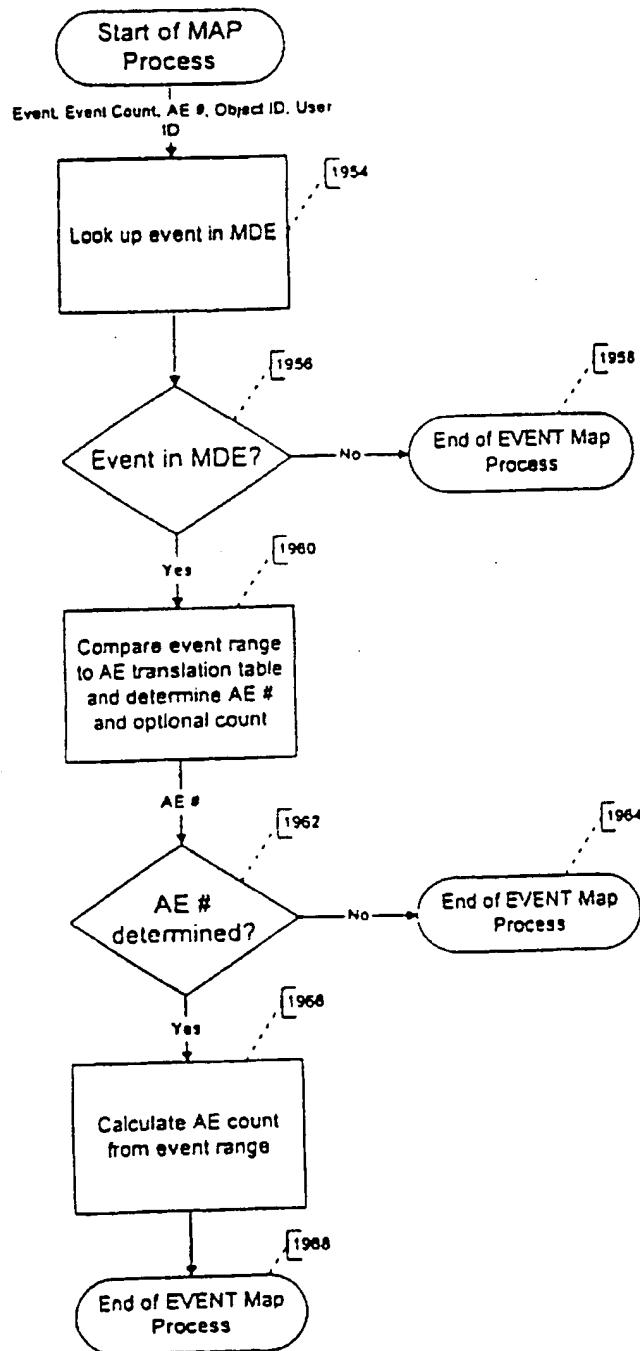 Start of MAP
Process
Event, Event Count, AE #, Object ID, User
ID
1954
Look up event in MDE
1956
1958
Event in MDE?
No
End of EVENT Map
Process
Yes
1960
Compare event range
to AE translation table
and determine AE #
and optional count
AE #
1962
1964
AE #
determined?
No
End of EVENT Map
Process
Yes
1966
Calculate AE count
from event range
1968
End of EVENT Map
Process